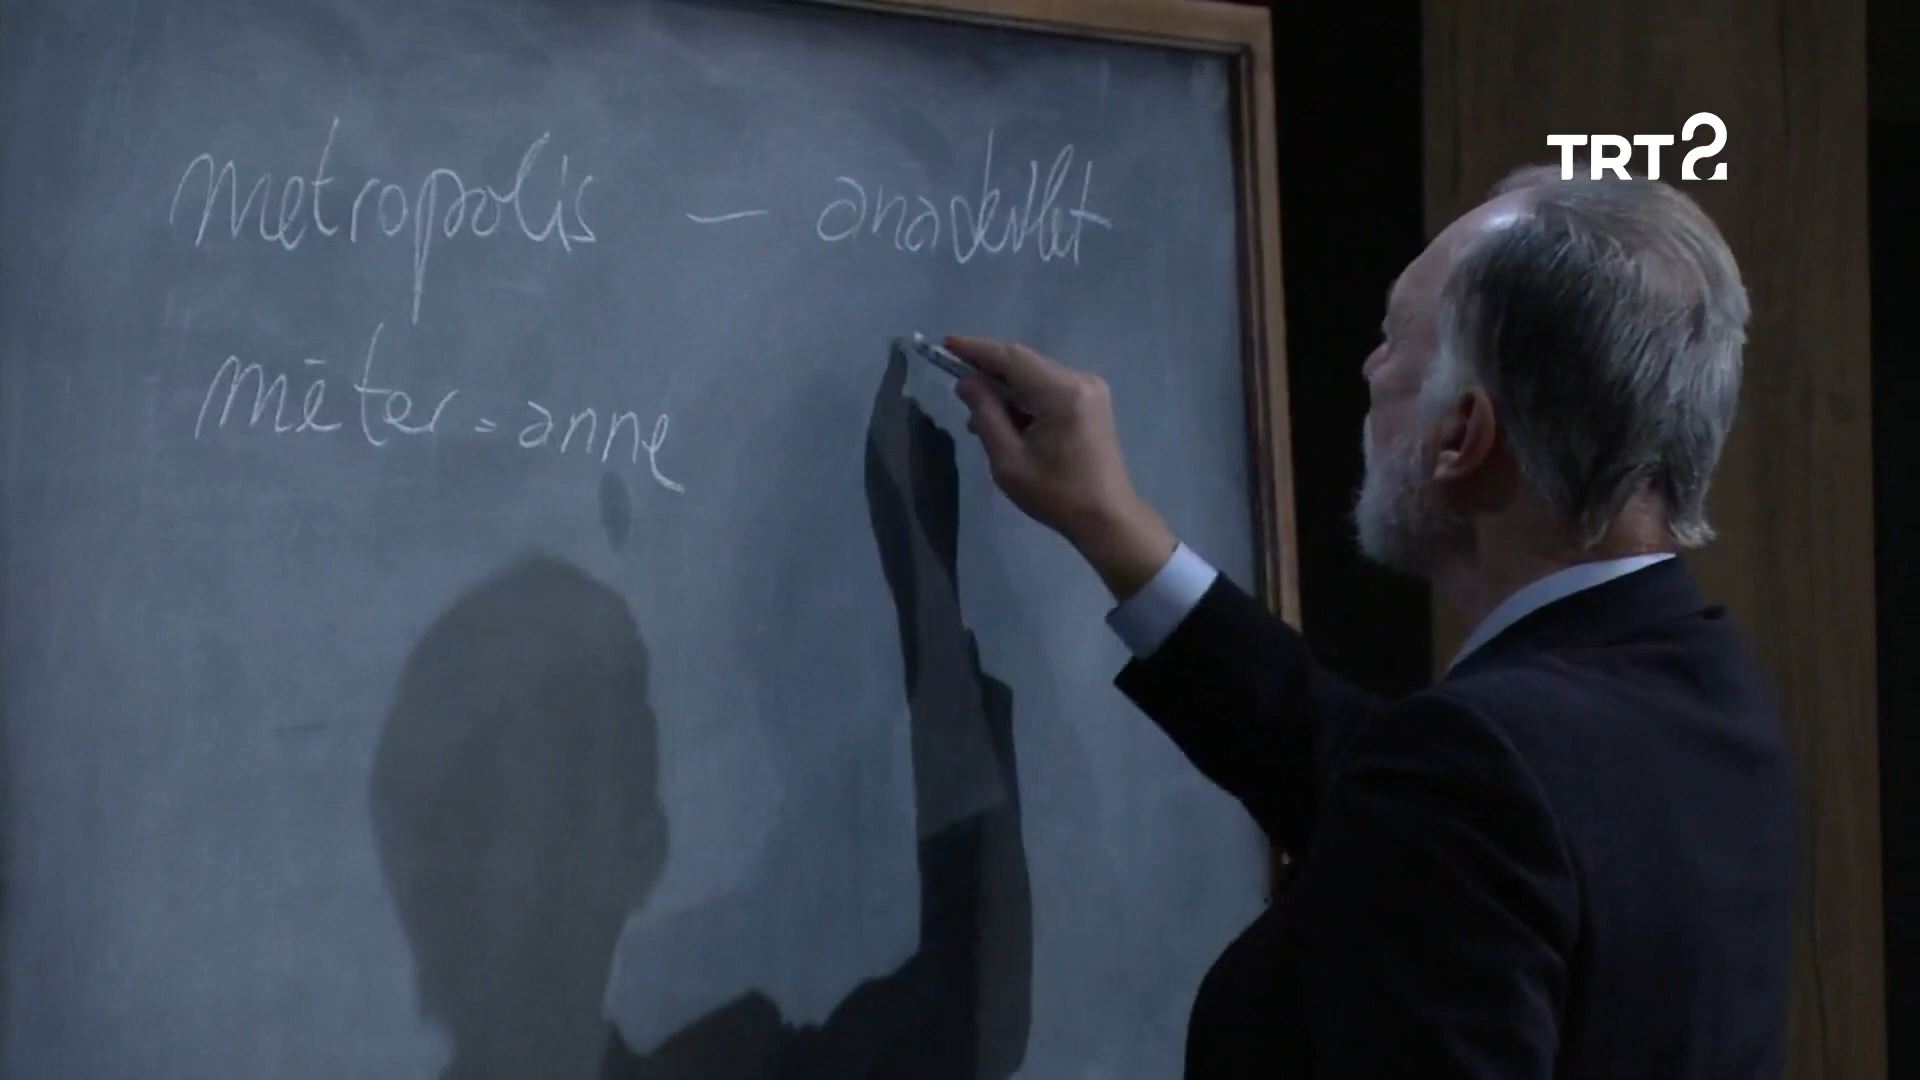 TRT2
metropolis — anadevlet
mēter = anne